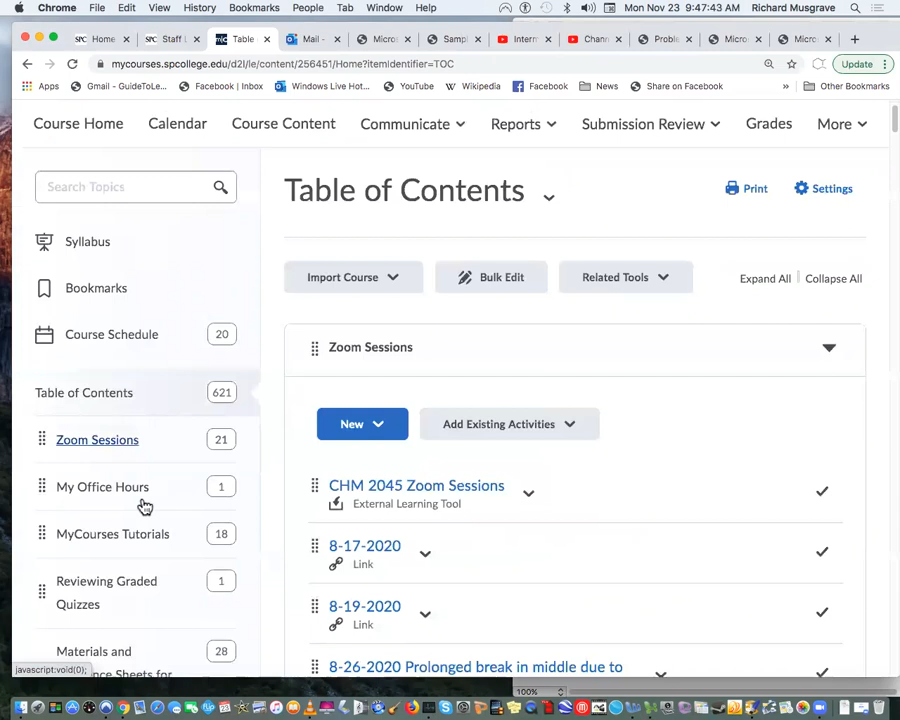 Chrome File Edit View History Bookmarks People Tab Window Help Mon Nov 23 9:47:43 AM Richard Musgrave
Home Staff L Table Mail - Micros Sampl Intern Chann Proble Micro Micro
mycourses.spcollege.edu/d2l/le/content/256451/Home?itemIdentifier=TOC Update
Apps Gmail - GuideToLe... Facebook | Inbox Windows Live Hot... YouTube Wikipedia Facebook News Share on Facebook » Other Bookmarks
Course Home Calendar Course Content Communicate Reports Submission Review Grades More
Search Topics
Table of Contents
Print Settings
Syllabus
Bookmarks
Import Course Bulk Edit Related Tools Expand All Collapse All
Course Schedule 20
Zoom Sessions
Table of Contents 621
New Add Existing Activities
Zoom Sessions 21
My Office Hours 1
CHM 2045 Zoom Sessions
External Learning Tool
MyCourses Tutorials 18
8-17-2020
Link
Reviewing Graded
Quizzes
1
8-19-2020
Link
Materials and
28
8-26-2020 Prolonged break in middle due to
javascript:void(0);
100%